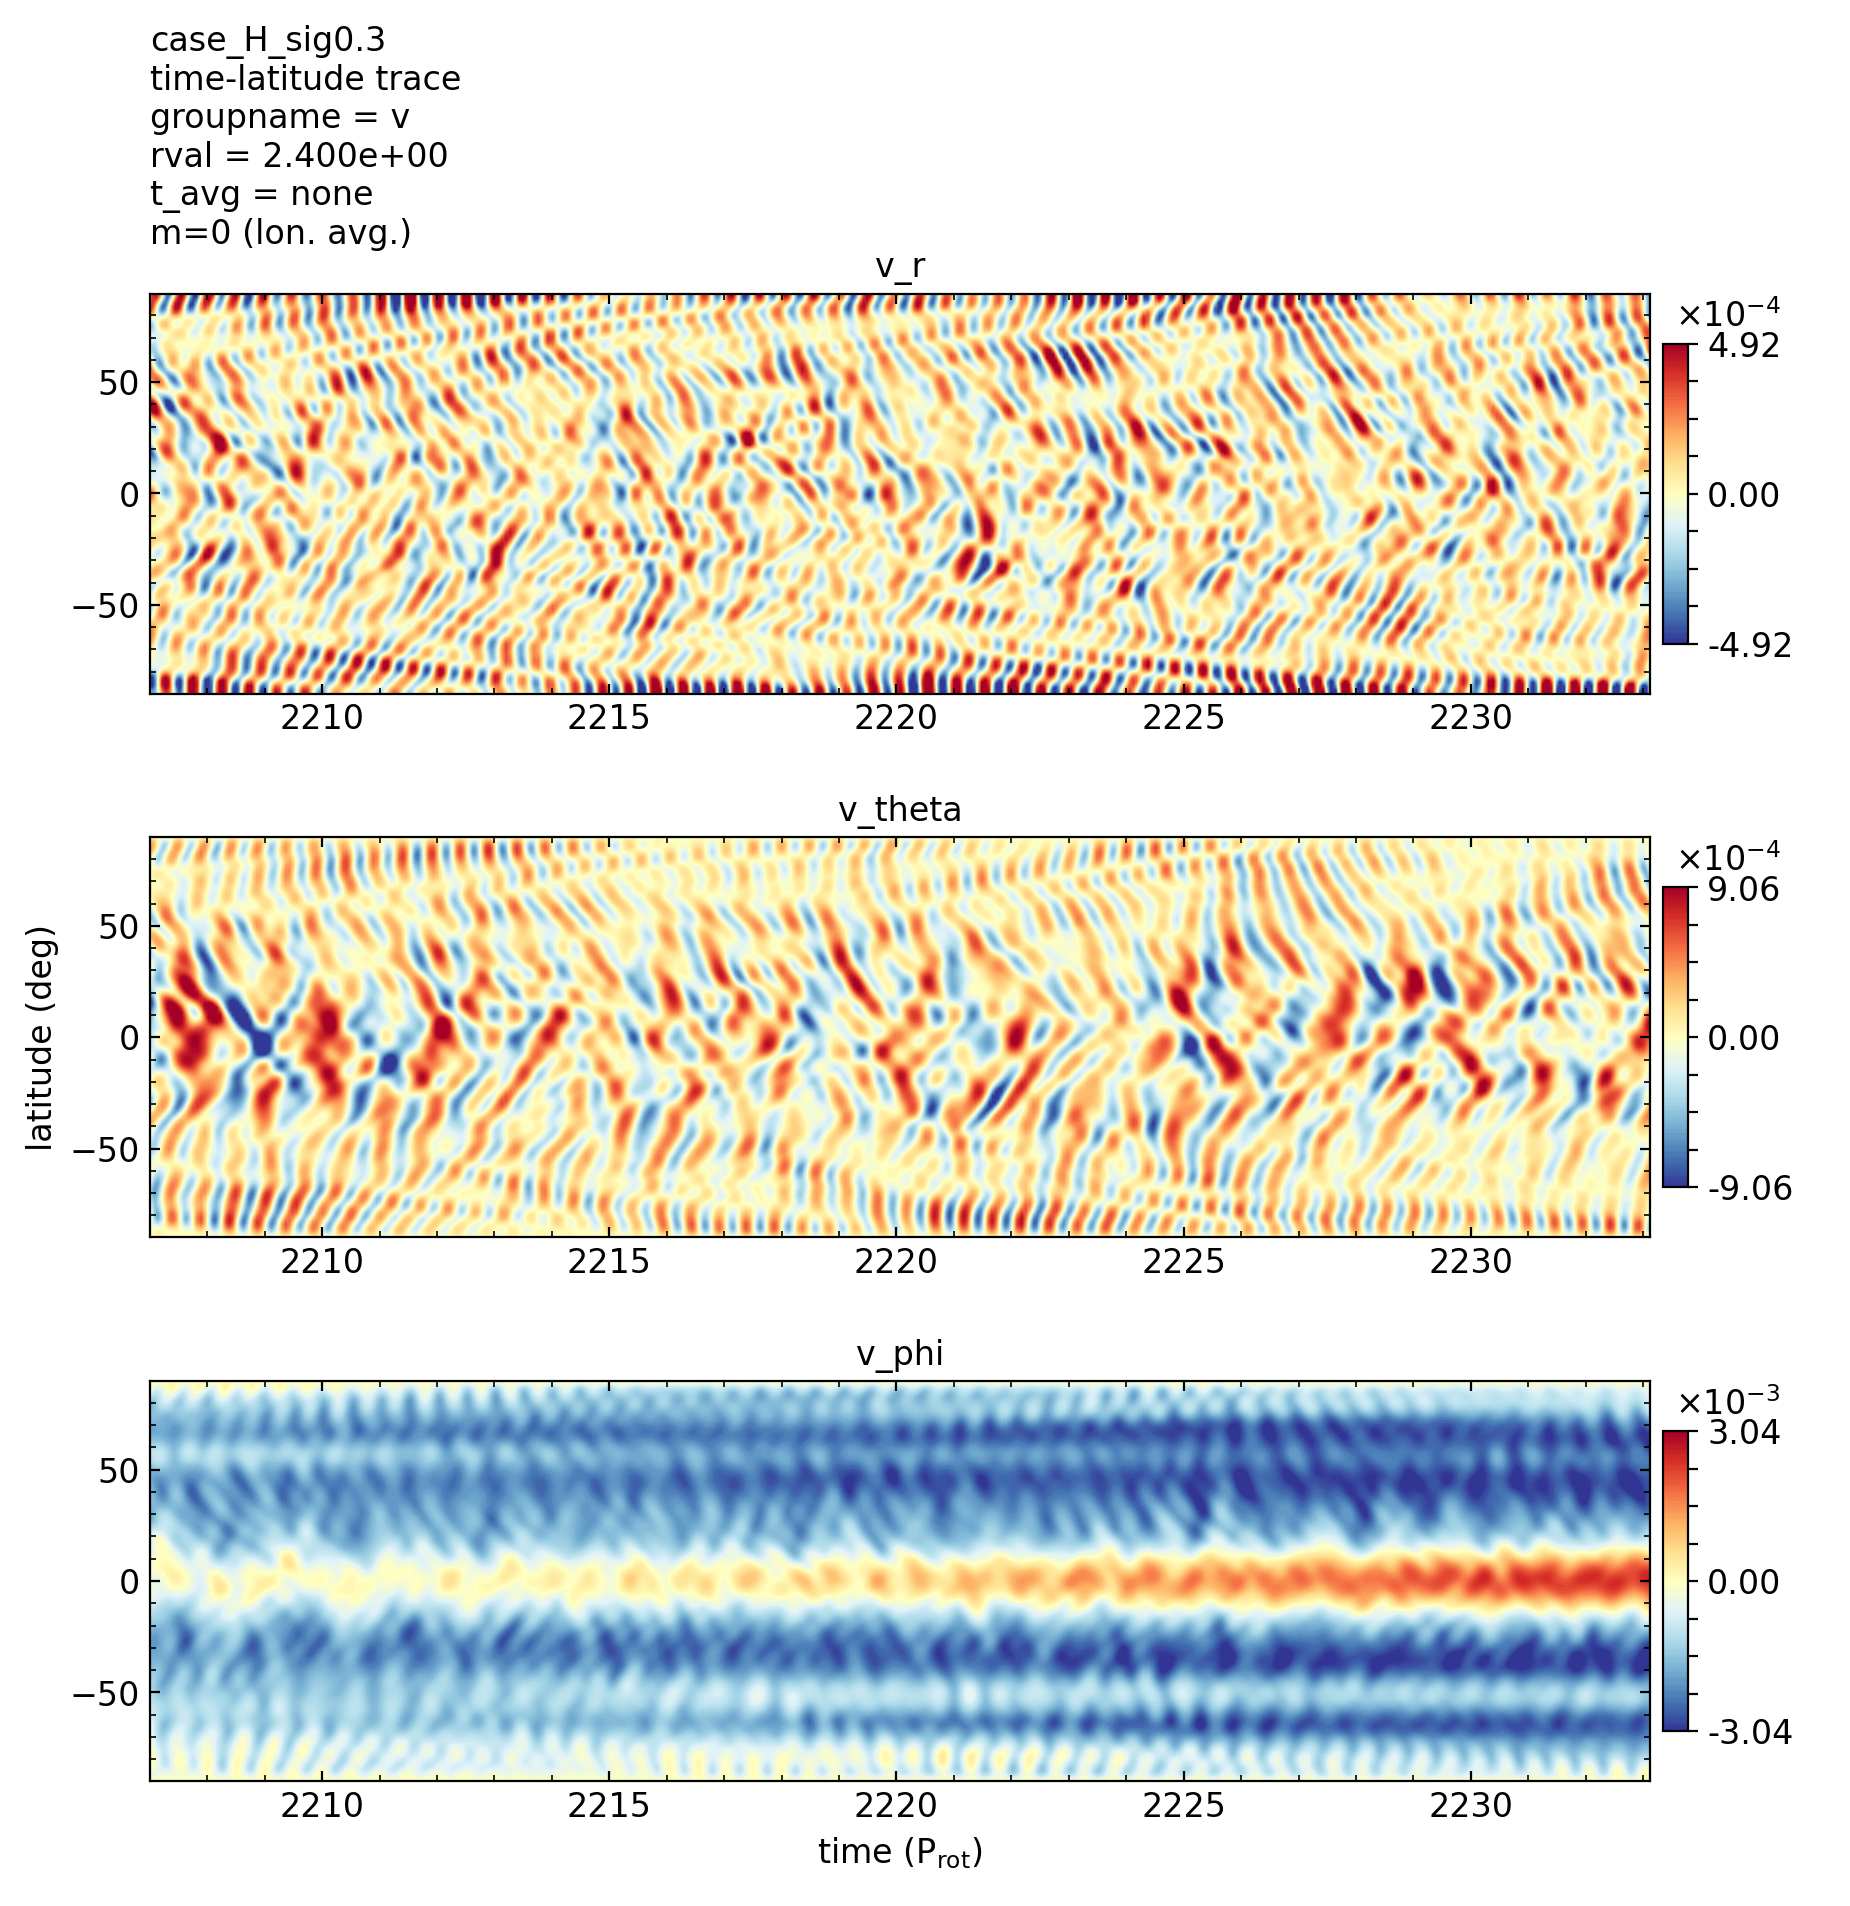 case_H_sig0.3
time-latitude trace
groupname = v
rval = 2.400e+00
t_avg = none
m=0 (lon. avg.)
v_r
×10⁻⁴
4.92
0.00
-4.92
50
0
−50
2210 2215 2220 2225 2230
v_theta
×10⁻⁴
9.06
0.00
-9.06
50
0
−50
latitude (deg)
2210 2215 2220 2225 2230
v_phi
×10⁻³
3.04
0.00
-3.04
50
0
−50
2210 2215 2220 2225 2230
time (P_rot)